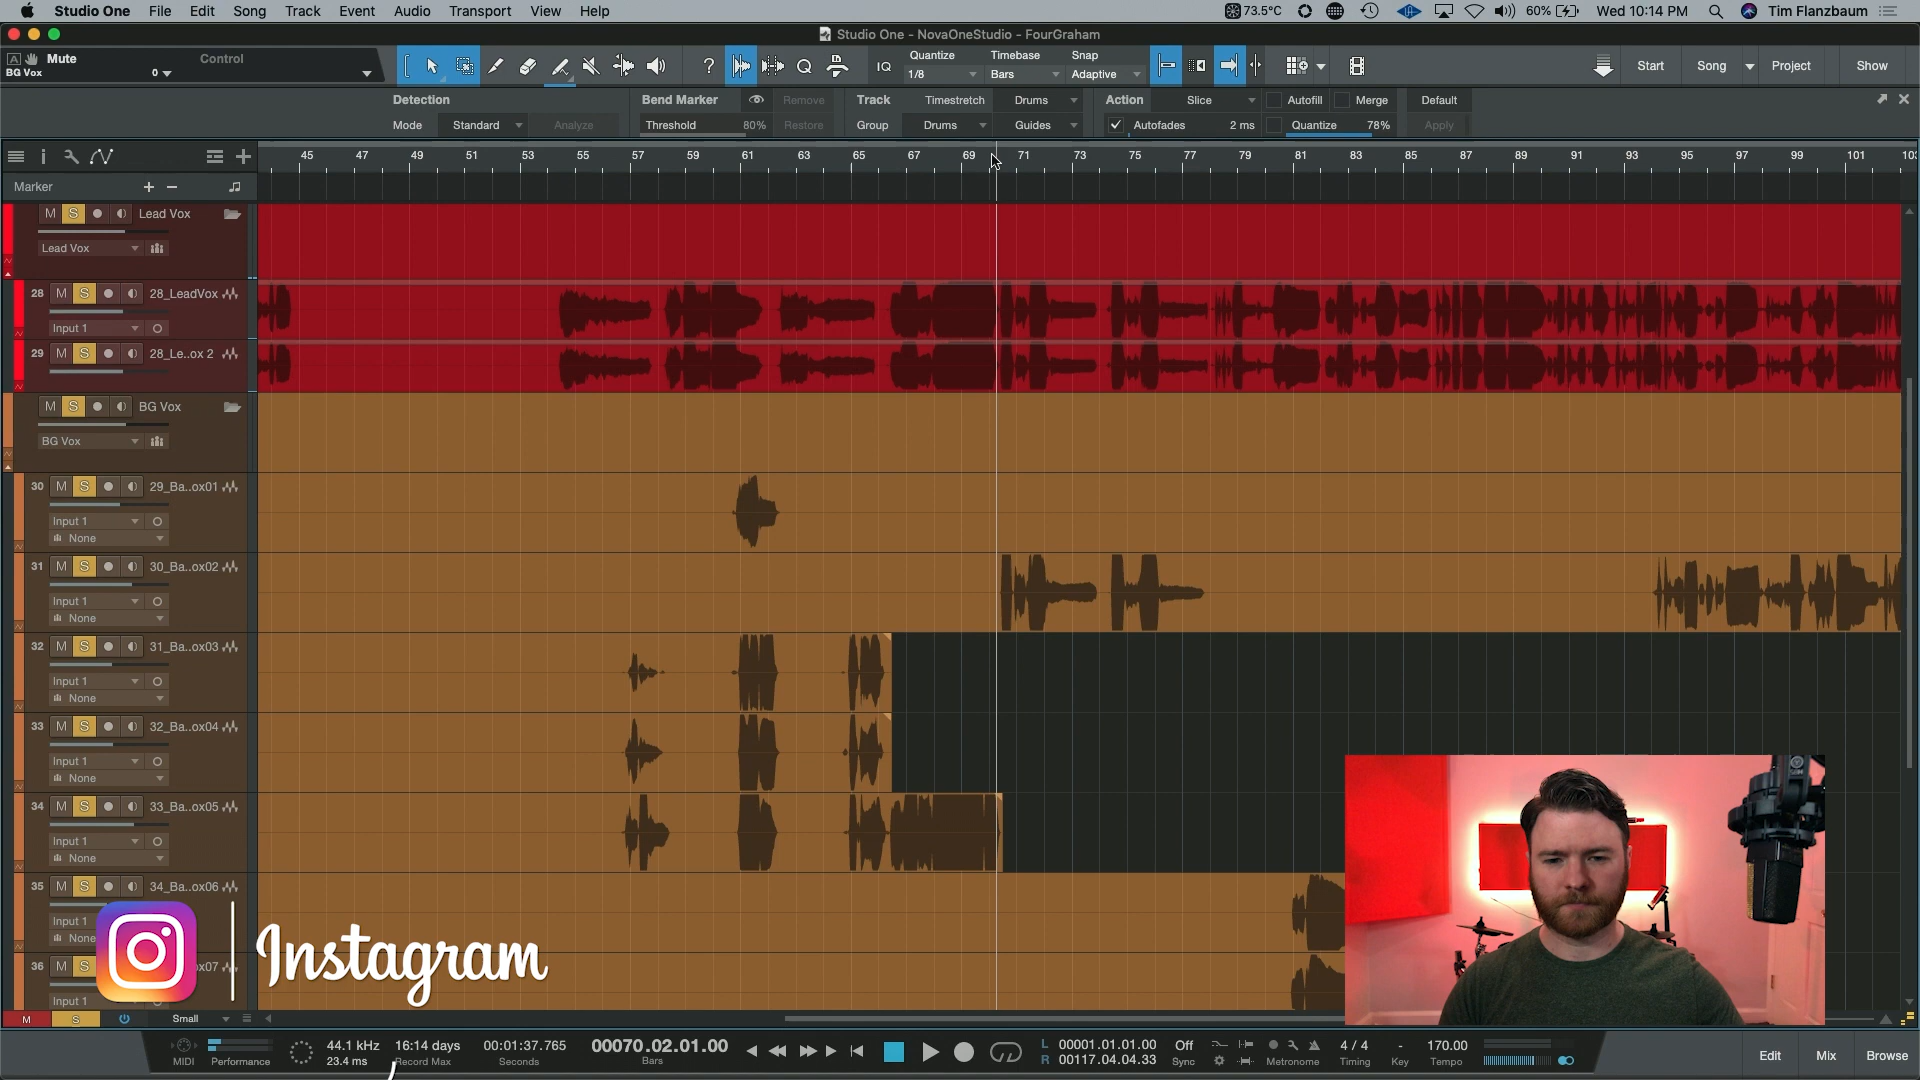 Studio One File Edit Song Track Event Audio Transport View Help 73.5°C 60% Wed 10:14 PM Tim Flanzbaum
Studio One - NovaOneStudio - FourGraham
A Mute Control
BG Vox 0
IQ Quantize Timebase Snap
1/8 Bars Adaptive
Start Song Project Show
Detection Bend Marker Remove Track Timestretch Drums Action Slice Autofill Merge Default
Mode Standard Analyze Threshold 80% Restore Group Drums Guides Autofades 2 ms Quantize 78% Apply
45 47 49 51 53 55 57 59 61 63 65 67 69 71 73 75 77 79 81 83 85 87 89 91 93 95 97 99 101 103
Marker
M S Lead Vox
Lead Vox
28 M S 28_LeadVox
Input 1
29 M S 28_Le..ox 2
M S BG Vox
BG Vox
30 M S 29_Ba..ox01
Input 1
None
31 M S 30_Ba..ox02
Input 1
None
32 M S 31_Ba..ox03
Input 1
None
33 M S 32_Ba..ox04
Input 1
None
34 M S 33_Ba..ox05
Input 1
None
35 M S 34_Ba..ox06
Input 1
None
36 M S ox07
Input 1
Instagram
M S Small
MIDI Performance
44.1 kHz
23.4 ms
16:14 days
Record Max
00:01:37.765
Seconds
00070.02.01.00
Bars
L 00001.01.01.00
R 00117.04.04.33
Off
Sync
Metronome
4 / 4
Timing
-
Key
170.00
Tempo
Edit Mix Browse